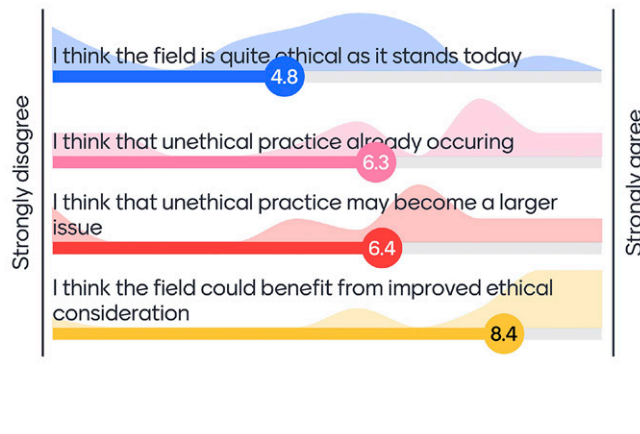 Strongly disagree
I think the field is quite ethical as it stands today
4.8
I think that unethical practice already occuring
6.3
I think that unethical practice may become a larger
issue
6.4
I think the field could benefit from improved ethical
consideration
8.4
Strongly agree